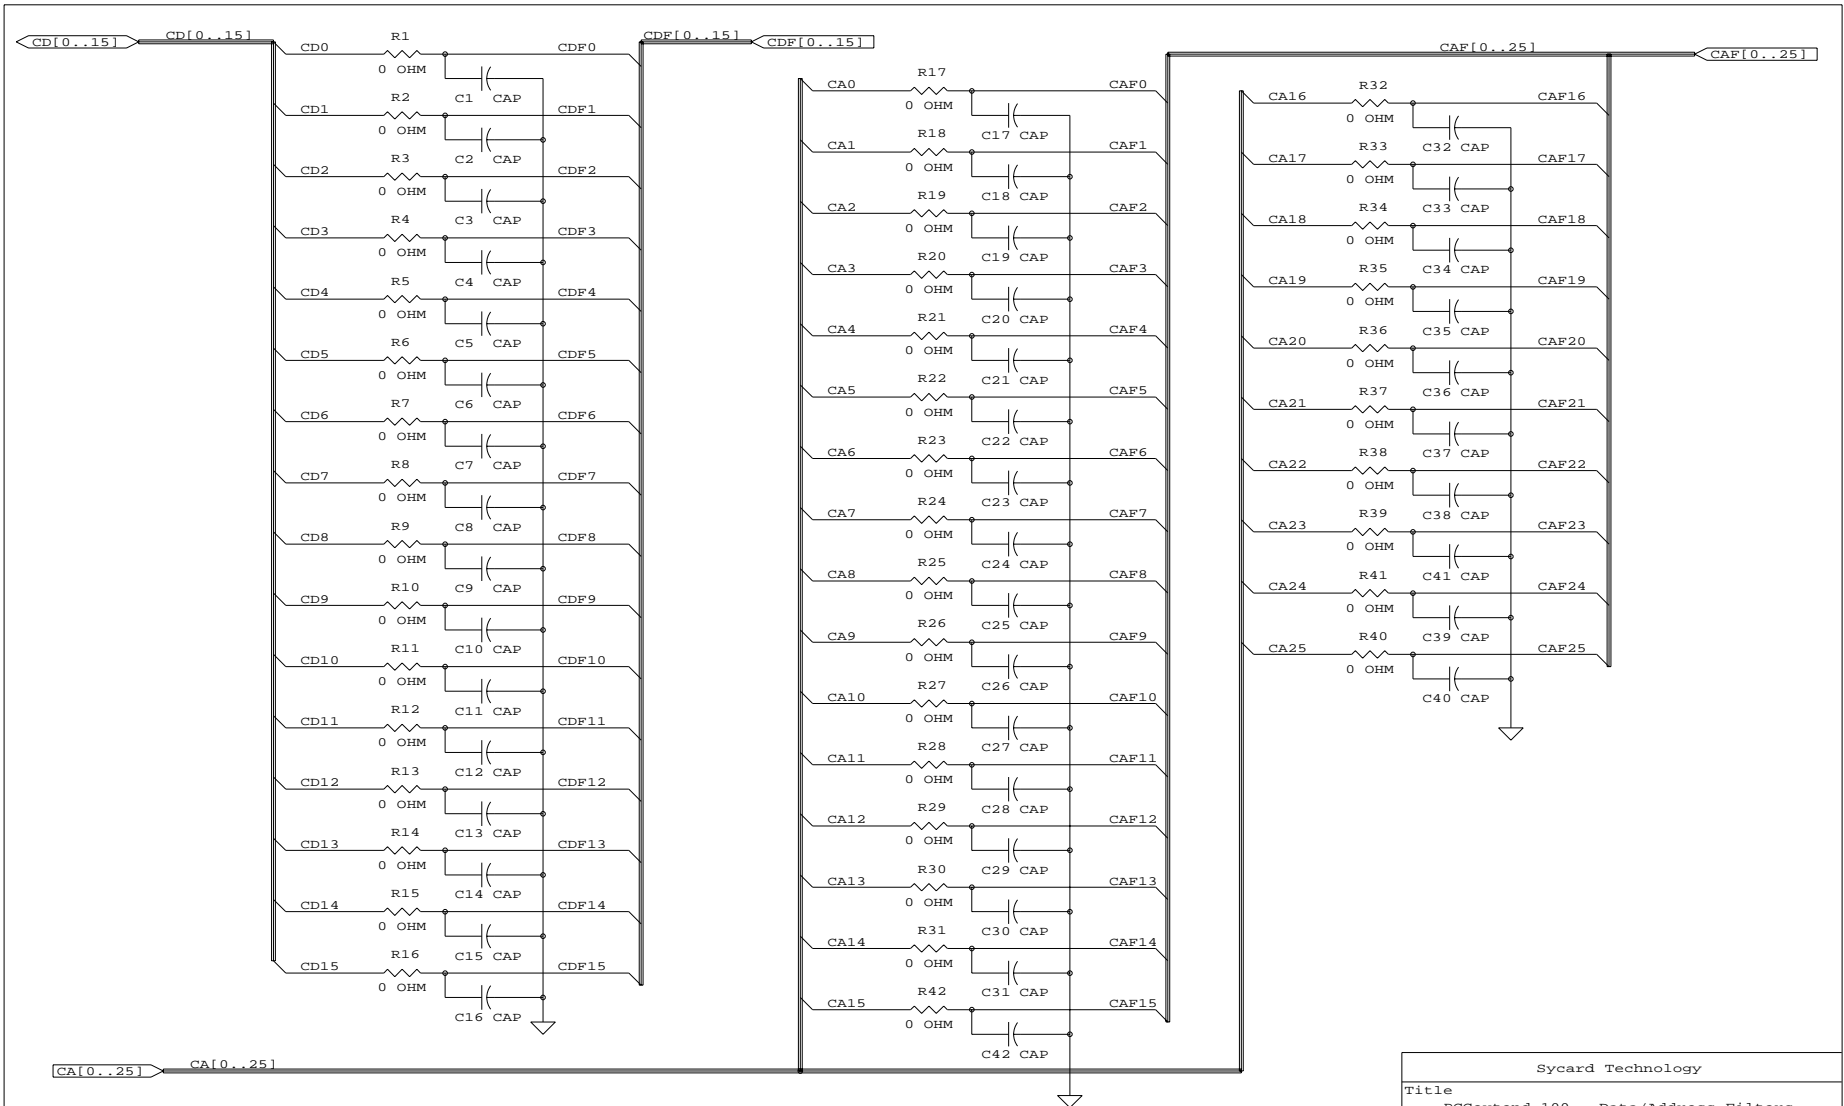 CD[0..15] CD[0..15] CDF[0..15] CDF[0..15]
CD0 R1 0 OHM C1 CAP CDF0
CD1 R2 0 OHM C2 CAP CDF1
CD2 R3 0 OHM C3 CAP CDF2
CD3 R4 0 OHM C4 CAP CDF3
CD4 R5 0 OHM C5 CAP CDF4
CD5 R6 0 OHM C6 CAP CDF5
CD6 R7 0 OHM C7 CAP CDF6
CD7 R8 0 OHM C8 CAP CDF7
CD8 R9 0 OHM C9 CAP CDF8
CD9 R10 0 OHM C10 CAP CDF9
CD10 R11 0 OHM C11 CAP CDF10
CD11 R12 0 OHM C12 CAP CDF11
CD12 R13 0 OHM C13 CAP CDF12
CD13 R14 0 OHM C14 CAP CDF13
CD14 R15 0 OHM C15 CAP CDF14
CD15 R16 0 OHM C16 CAP CDF15
CA[0..25] CA[0..25]
CA0 R17 0 OHM C17 CAP CAF0
CA1 R18 0 OHM C18 CAP CAF1
CA2 R19 0 OHM C19 CAP CAF2
CA3 R20 0 OHM C20 CAP CAF3
CA4 R21 0 OHM C21 CAP CAF4
CA5 R22 0 OHM C22 CAP CAF5
CA6 R23 0 OHM C23 CAP CAF6
CA7 R24 0 OHM C24 CAP CAF7
CA8 R25 0 OHM C25 CAP CAF8
CA9 R26 0 OHM C26 CAP CAF9
CA10 R27 0 OHM C27 CAP CAF10
CA11 R28 0 OHM C28 CAP CAF11
CA12 R29 0 OHM C29 CAP CAF12
CA13 R30 0 OHM C30 CAP CAF13
CA14 R31 0 OHM C31 CAP CAF14
CA15 R42 0 OHM C42 CAP CAF15
CAF[0..25] CAF[0..25]
CA16 R32 0 OHM C32 CAP CAF16
CA17 R33 0 OHM C33 CAP CAF17
CA18 R34 0 OHM C34 CAP CAF18
CA19 R35 0 OHM C35 CAP CAF19
CA20 R36 0 OHM C36 CAP CAF20
CA21 R37 0 OHM C37 CAP CAF21
CA22 R38 0 OHM C38 CAP CAF22
CA23 R39 0 OHM C41 CAP CAF23
CA24 R41 0 OHM C39 CAP CAF24
CA25 R40 0 OHM C40 CAP CAF25
Sycard Technology
Title